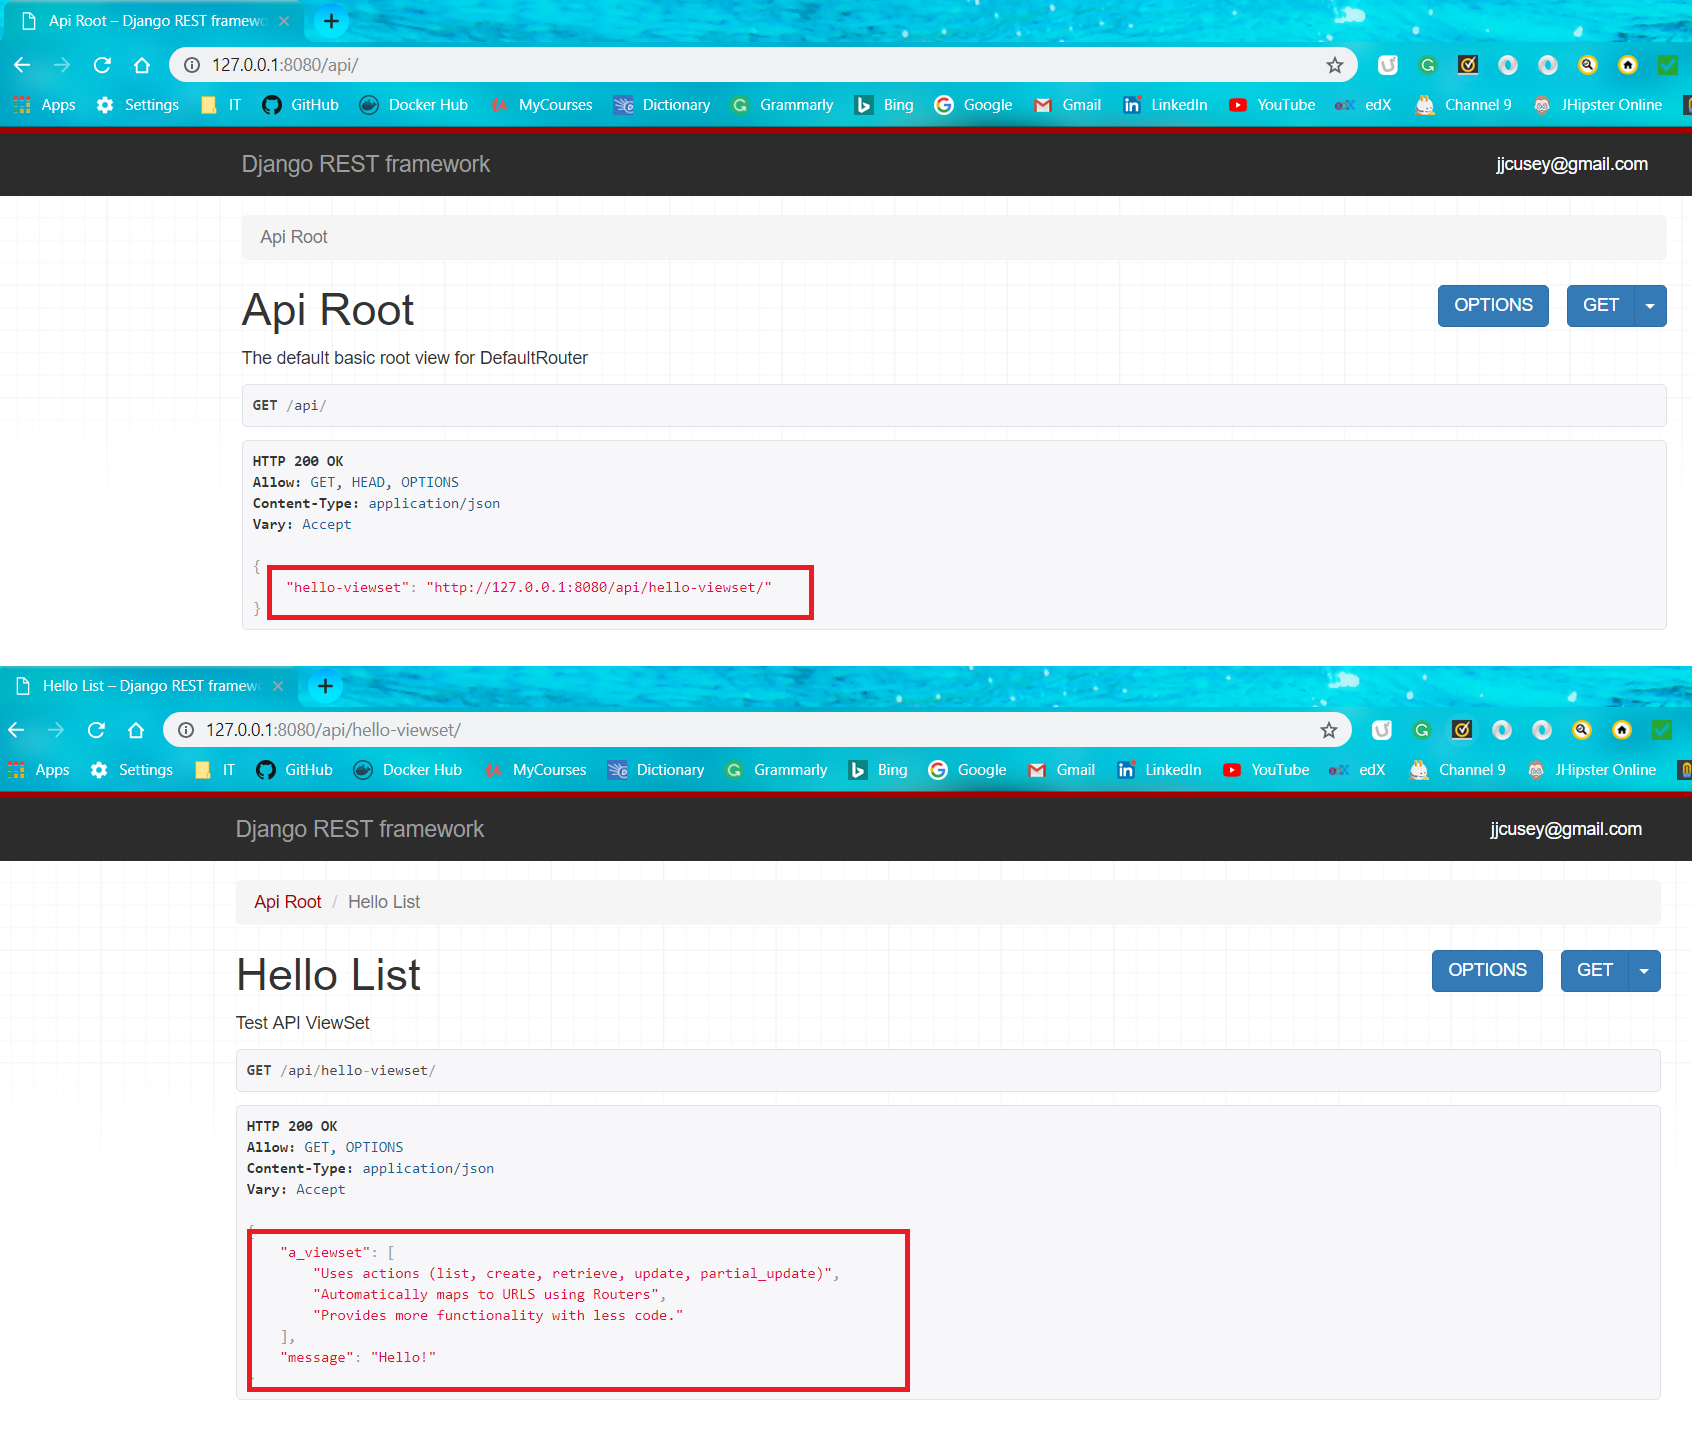 Api Root – Django REST framewo
127.0.0.1:8080/api/
Apps Settings IT GitHub Docker Hub MyCourses Dictionary Grammarly Bing Google Gmail LinkedIn YouTube edX Channel 9 JHipster Online
Django REST framework jjcusey@gmail.com
Api Root
Api Root OPTIONS GET
The default basic root view for DefaultRouter
GET /api/
HTTP 200 OK
Allow: GET, HEAD, OPTIONS
Content-Type: application/json
Vary: Accept
{
"hello-viewset": "http://127.0.0.1:8080/api/hello-viewset/"
}
Hello List – Django REST framew
127.0.0.1:8080/api/hello-viewset/
Apps Settings IT GitHub Docker Hub MyCourses Dictionary Grammarly Bing Google Gmail LinkedIn YouTube edX Channel 9 JHipster Online
Django REST framework jjcusey@gmail.com
Api Root / Hello List
Hello List OPTIONS GET
Test API ViewSet
GET /api/hello-viewset/
HTTP 200 OK
Allow: GET, OPTIONS
Content-Type: application/json
Vary: Accept
{
"a_viewset": [
"Uses actions (list, create, retrieve, update, partial_update)",
"Automatically maps to URLS using Routers",
"Provides more functionality with less code."
],
"message": "Hello!"